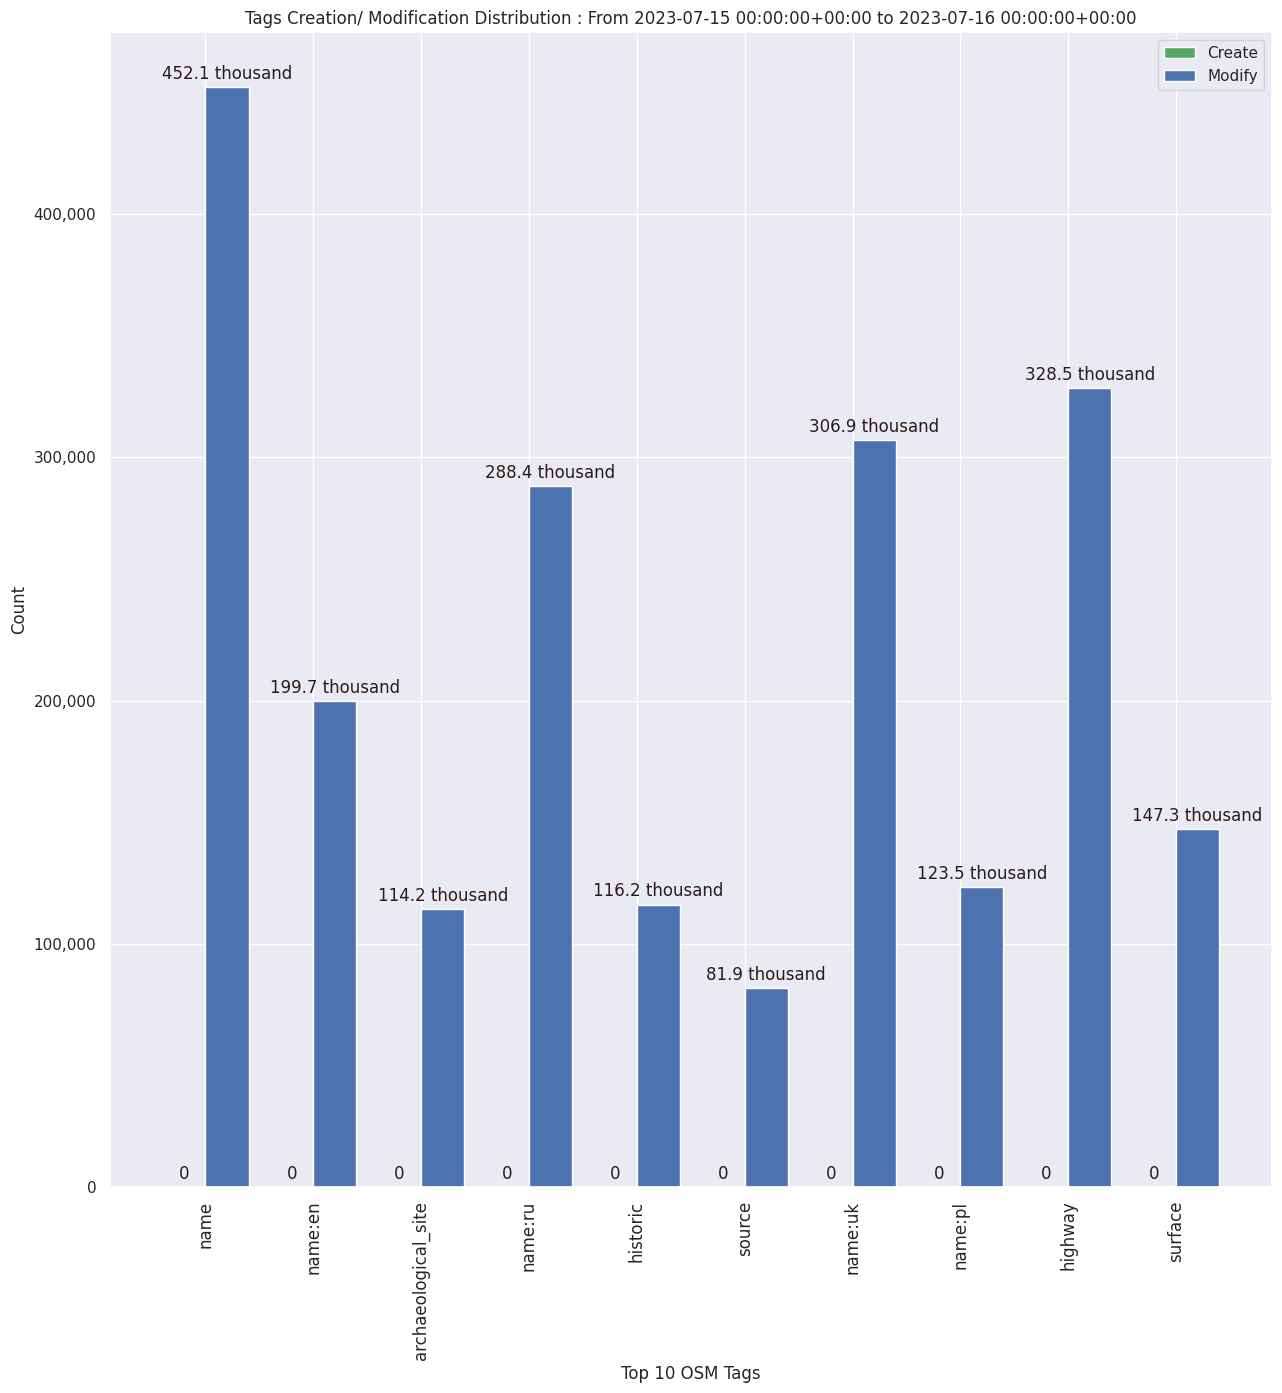 Tags Creation/ Modification Distribution : From 2023-07-15 00:00:00+00:00 to 2023-07-16 00:00:00+00:00
Create
Modify
452.1 thousand
199.7 thousand
114.2 thousand
288.4 thousand
116.2 thousand
81.9 thousand
306.9 thousand
123.5 thousand
328.5 thousand
147.3 thousand
0
0
0
0
0
0
0
0
0
0
400,000
300,000
200,000
100,000
0
Count
name
name:en
archaeological_site
name:ru
historic
source
name:uk
name:pl
highway
surface
Top 10 OSM Tags